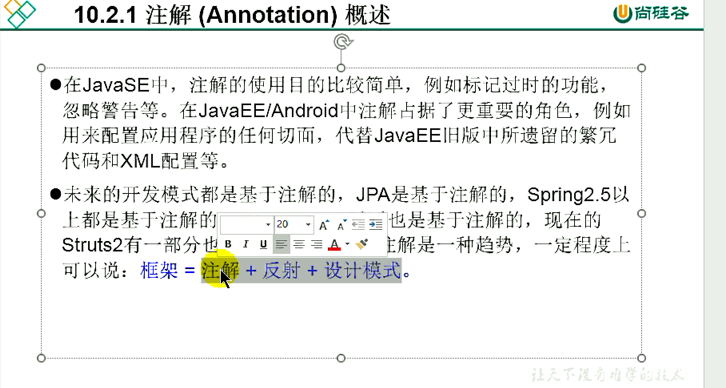 10.2.1 注解 (Annotation) 概述
尚硅谷
●在JavaSE中，注解的使用目的比较简单，例如标记过时的功能，
忽略警告等。在JavaEE/Android中注解占据了更重要的角色，例如
用来配置应用程序的任何切面，代替JavaEE旧版中所遗留的繁冗
代码和XML配置等。
●未来的开发模式都是基于注解的，JPA是基于注解的，Spring2.5以
上都是基于注解的 也是基于注解的，现在的
20
Struts2有一部分也 注解是一种趋势，一定程度上
B I U A
可以说：框架 = 注解 + 反射 + 设计模式。
让天下没有难学的技术